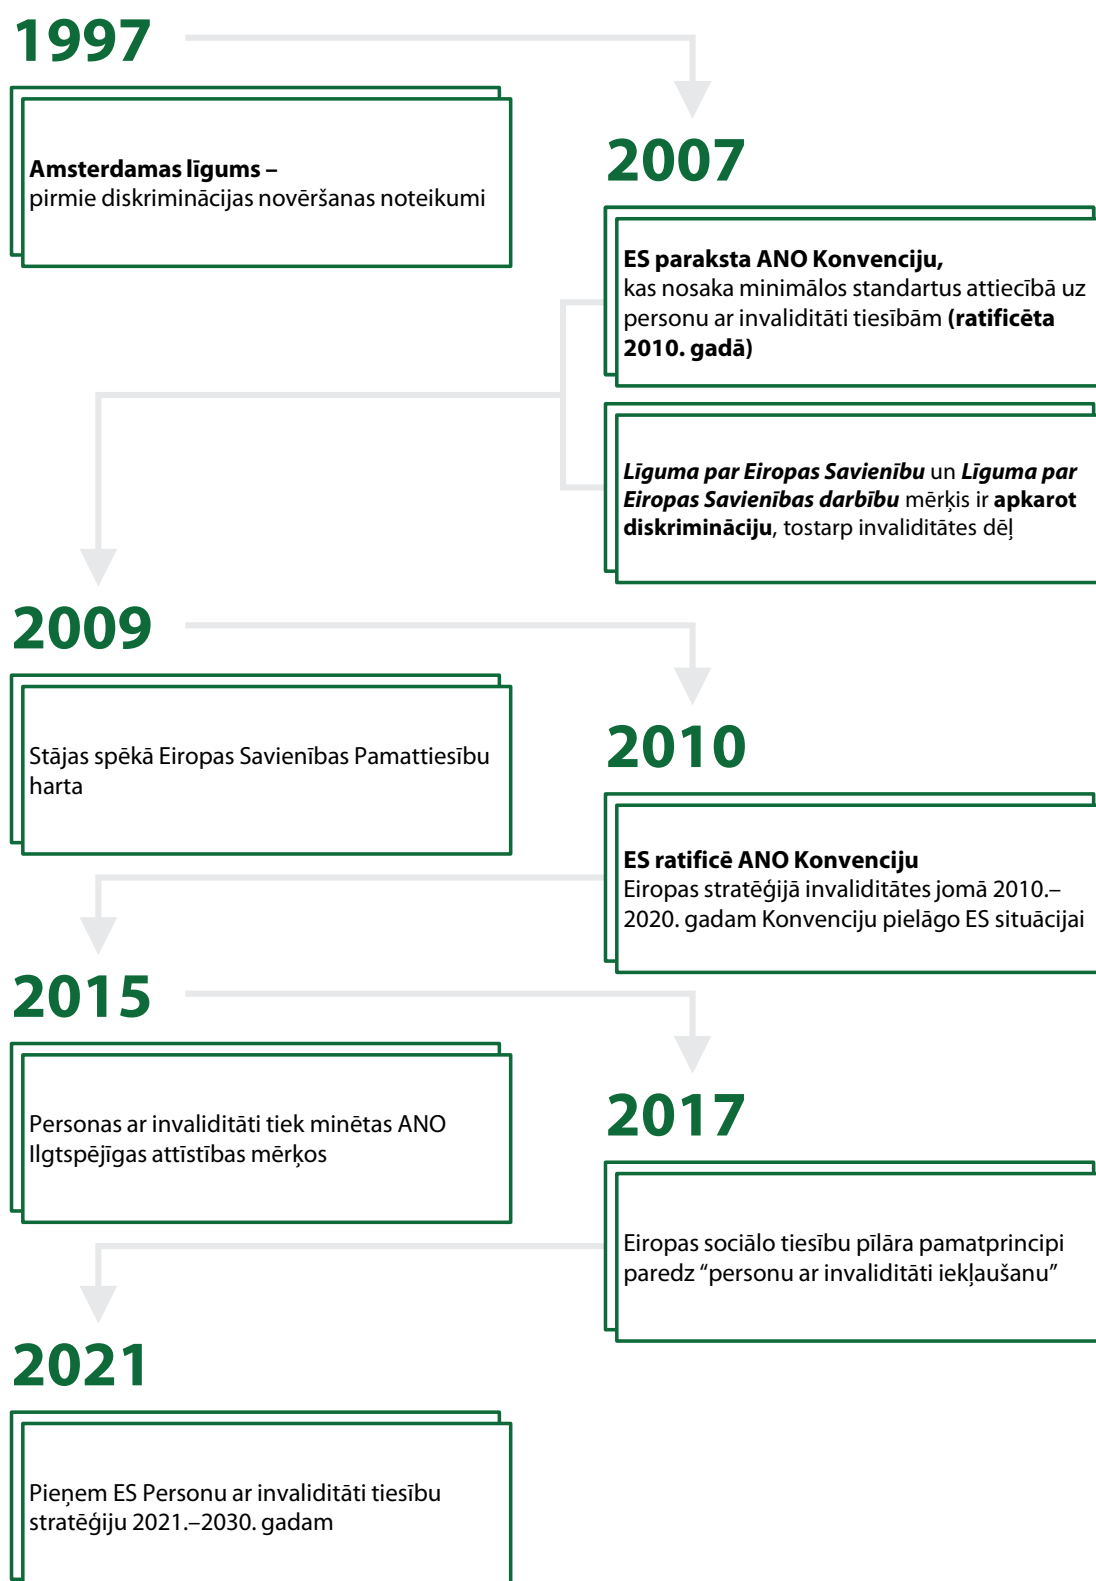 1997
Amsterdamas līgums –
pirmie diskriminācijas novēršanas noteikumi
2007
ES paraksta ANO Konvenciju,
kas nosaka minimālos standartus attiecībā uz
personu ar invaliditāti tiesībām (ratificēta
2010. gadā)
Līguma par Eiropas Savienību un Līguma par
Eiropas Savienības darbību mērķis ir apkarot
diskrimināciju, tostarp invaliditātes dēļ
2009
Stājas spēkā Eiropas Savienības Pamattiesību
harta
2010
ES ratificē ANO Konvenciju
Eiropas stratēģijā invaliditātes jomā 2010.–
2020. gadam Konvenciju pielāgo ES situācijai
2015
Personas ar invaliditāti tiek minētas ANO
Ilgtspējīgas attīstības mērķos
2017
Eiropas sociālo tiesību pīlāra pamatprincipi
paredz “personu ar invaliditāti iekļaušanu”
2021
Pieņem ES Personu ar invaliditāti tiesību
stratēģiju 2021.–2030. gadam